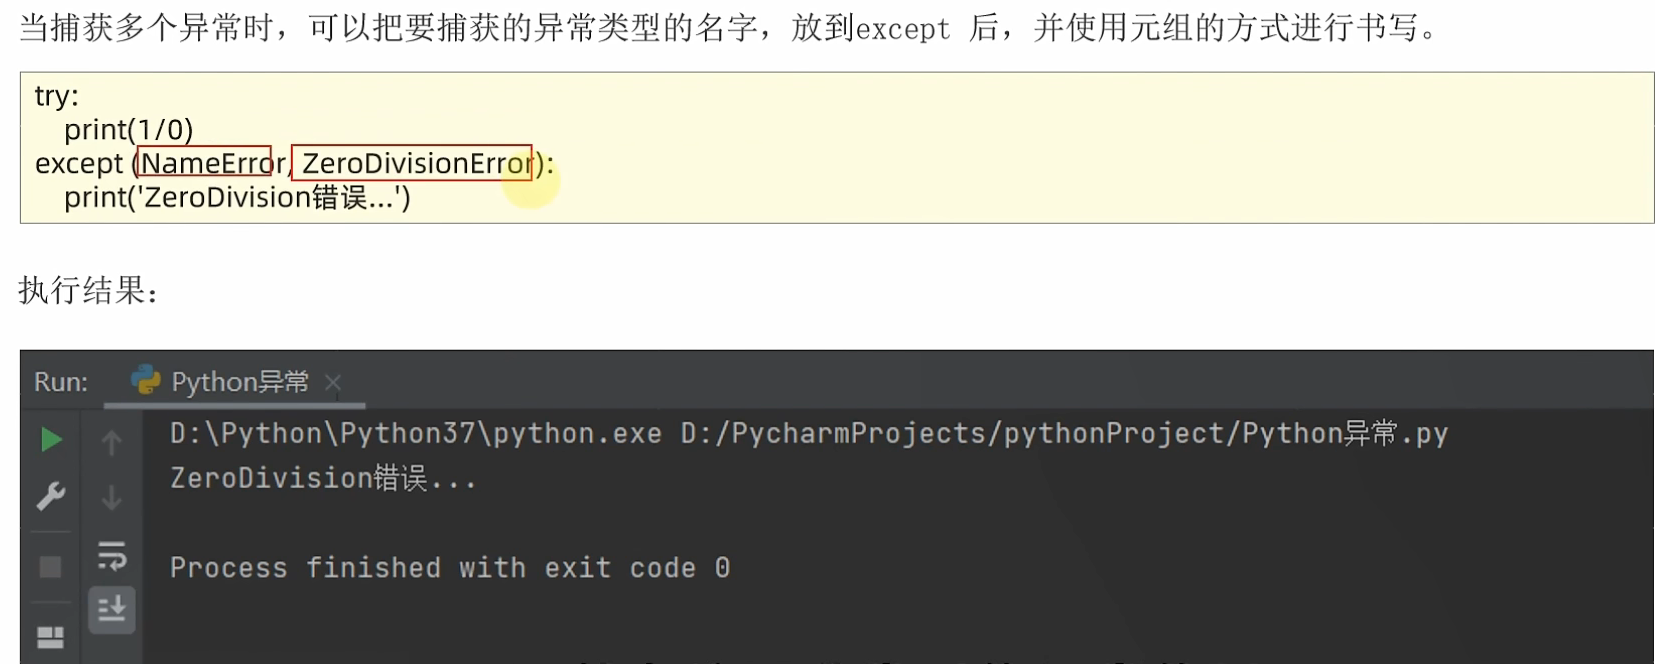 当捕获多个异常时，可以把要捕获的异常类型的名字，放到except 后，并使用元组的方式进行书写。
try:
    print(1/0)
except (NameError, ZeroDivisionError):
    print('ZeroDivision错误...')
执行结果：
Run: Python异常
D:\Python\Python37\python.exe D:/PycharmProjects/pythonProject/Python异常.py
ZeroDivision错误...
Process finished with exit code 0